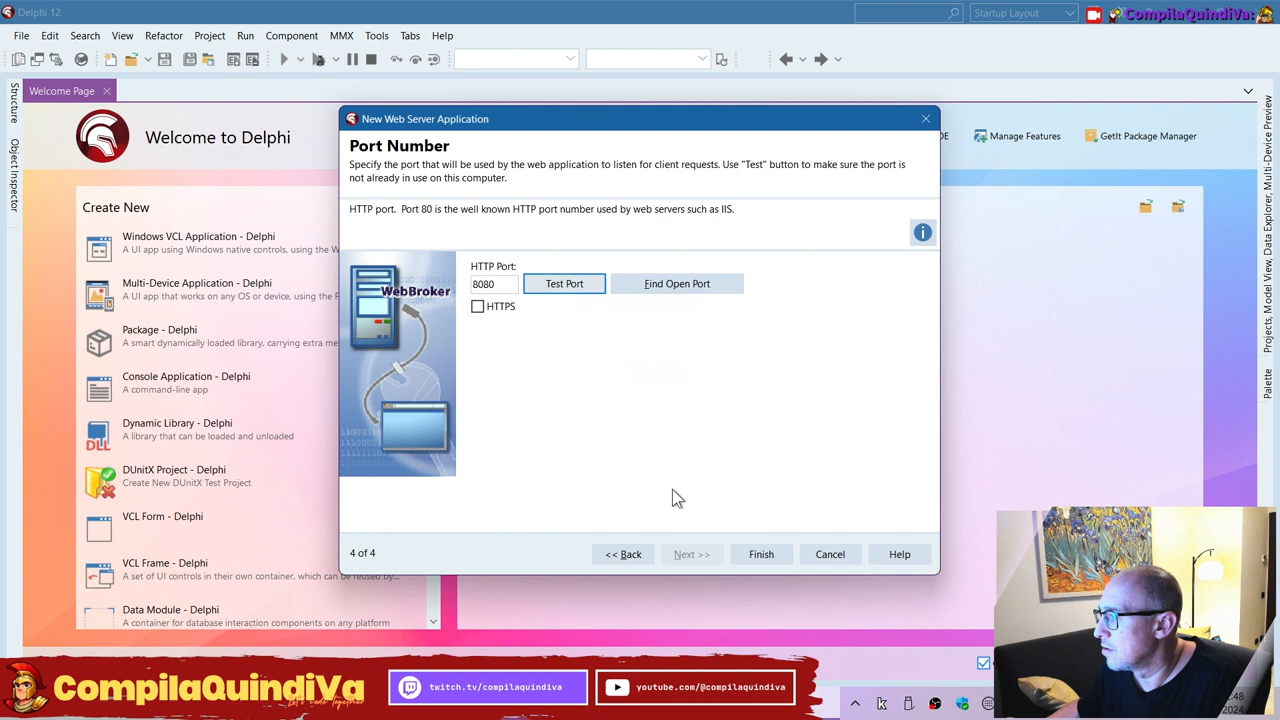 Delphi 12
Startup Layout
CompilaQuindiVa:
File Edit Search View Refactor Project Run Component MMX Tools Tabs Help
Welcome Page
Structure
Object Inspector
Welcome to Delphi
Manage Features
GetIt Package Manager
Create New
Windows VCL Application - Delphi
A UI app using Windows native controls, using the W
Multi-Device Application - Delphi
A UI app that works on any OS or device, using the F
Package - Delphi
A smart dynamically loaded library, carrying extra me
Console Application - Delphi
A command-line app
Dynamic Library - Delphi
A library that can be loaded and unloaded
DLL
DUnitX Project - Delphi
Create New DUnitX Test Project
VCL Form - Delphi
VCL Frame - Delphi
A set of UI controls in their own container, which can be reused by...
Data Module - Delphi
A container for database interaction components on any platform
New Web Server Application
Port Number
Specify the port that will be used by the web application to listen for client requests. Use "Test" button to make sure the port is
not already in use on this computer.
HTTP port. Port 80 is the well known HTTP port number used by web servers such as IIS.
WebBroker
HTTP Port:
8080
Test Port
Find Open Port
HTTPS
4 of 4
<< Back
Next >>
Finish
Cancel
Help
Projects, Model View, Data Explorer, Multi-Device Preview
Palette
CompilaQuindiVa
Let's code Together
twitch.tv/compilaquindiva
youtube.com/@compilaquindiva